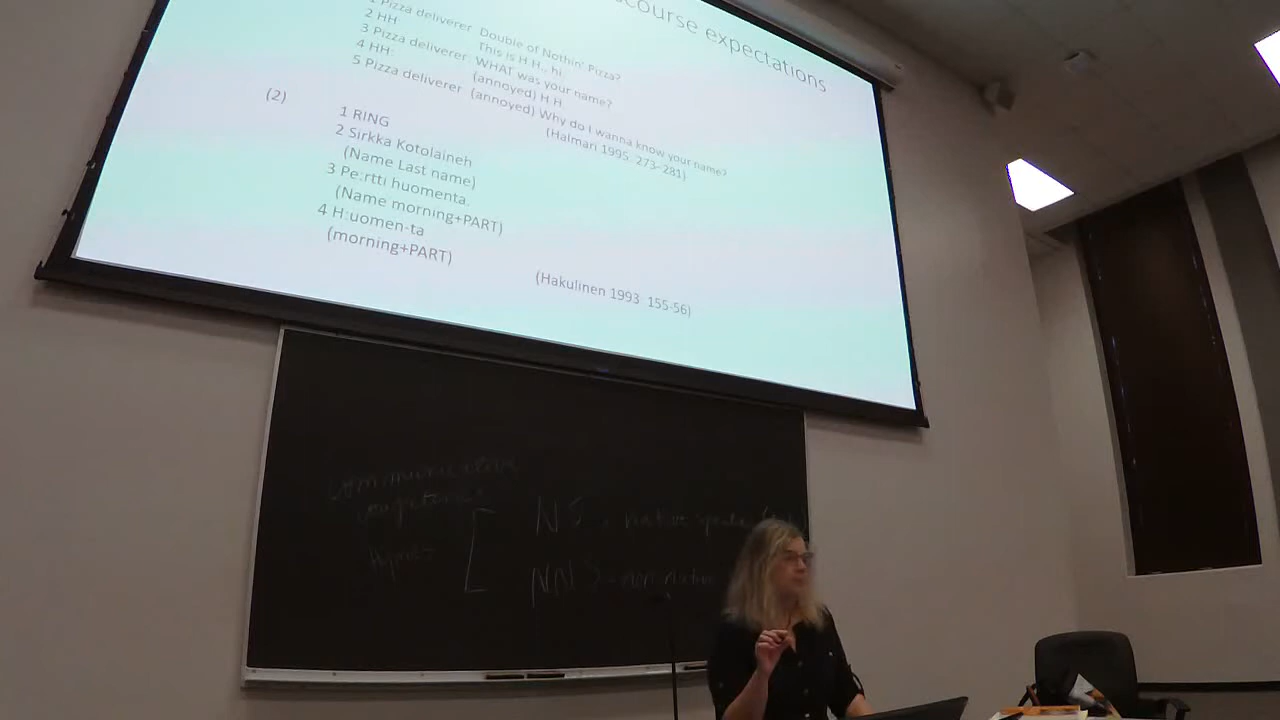 course expectations
1 Pizza deliverer Double of Nothin' Pizza?
2 HH This is H H, hi.
3 Pizza deliverer WHAT was your name?
4 HH: (annoyed) H H.
5 Pizza deliverer (annoyed) Why do I wanna know your name?
(Halmari 1995: 273-281)
(2)
1 RING
2 Sirkka Kotolaineh
(Name Last name)
3 Pe:rtti huomenta.
(Name morning+PART)
4 H:uomen-ta
(morning+PART)
(Hakulinen 1993 155-56)
communicative
NS - native
NNS - non native